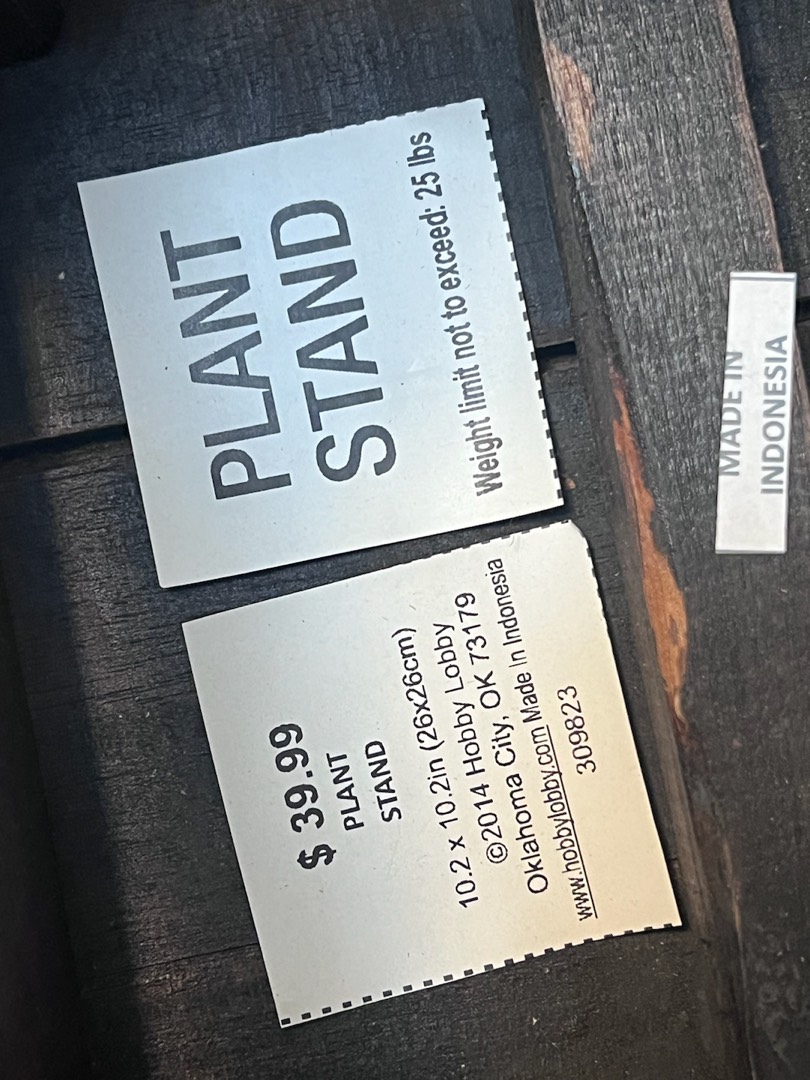 PLANT
STAND
Weight limit not to exceed: 25 lbs
$ 39.99
PLANT
STAND
10.2 x 10.2in (26x26cm)
©2014 Hobby Lobby
Oklahoma City, OK 73179
www.hobbylobby.com Made In Indonesia
309823
MADE IN
INDONESIA